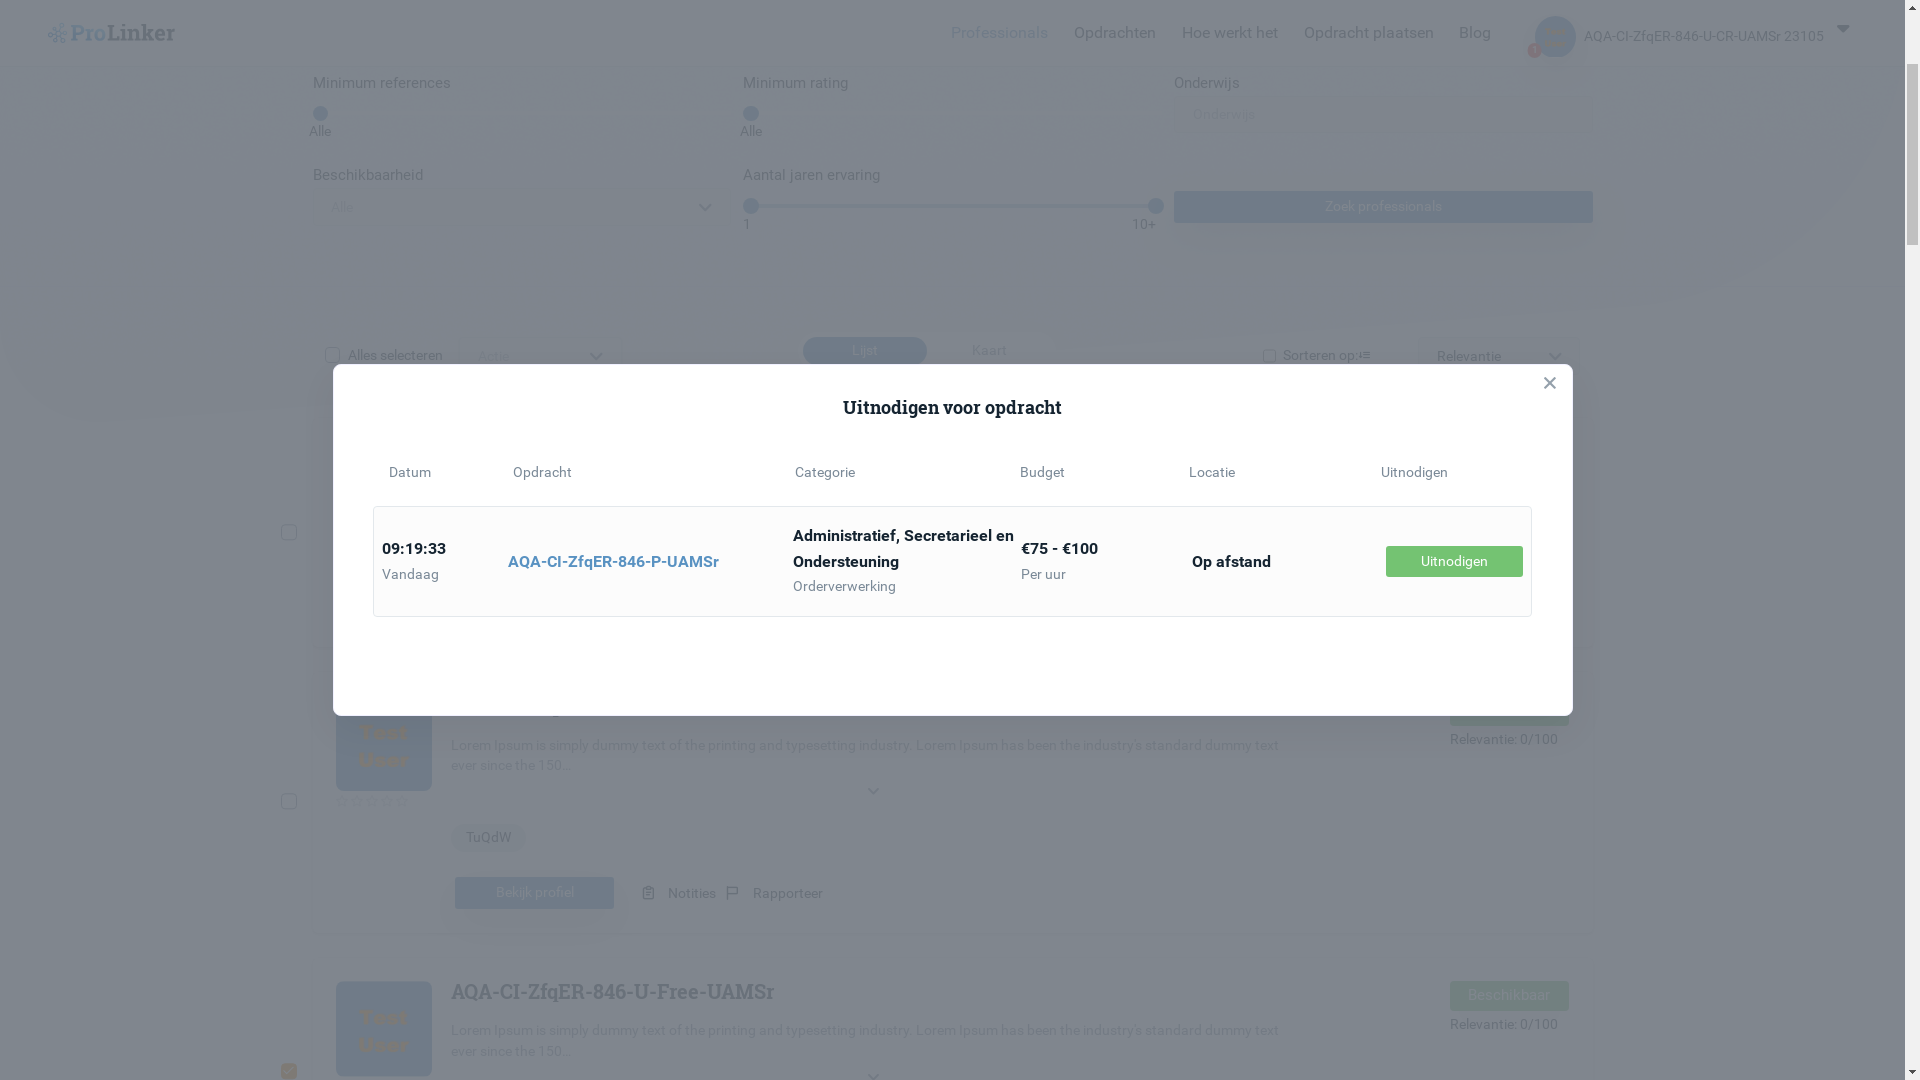 ProLinker
Professionals
Opdrachten
Hoe werkt het
Opdracht plaatsen
Blog
1
AQA-CI-ZfqER-846-U-CR-UAMSr 23105
Minimum references
Minimum rating
Onderwijs
Onderwijs
Alle
Alle
Beschikbaarheid
Aantal jaren ervaring
Alle
Zoek professionals
1
10+
Alles selecteren
Actie
Lijst
Kaart
Sorteren op:
Relevantie
Uitnodigen voor opdracht
Datum
Opdracht
Categorie
Budget
Locatie
Uitnodigen
09:19:33
Vandaag
AQA-CI-ZfqER-846-P-UAMSr
Administratief, Secretarieel en
Ondersteuning
Orderverwerking
€75 - €100
Per uur
Op afstand
Uitnodigen
Test
User
Lorem Ipsum is simply dummy text of the printing and typesetting industry. Lorem Ipsum has been the industry's standard dummy text
ever since the 150...
Relevantie: 0/100
TuQdW
Bekijk profiel
Notities
Rapporteer
Test
User
AQA-CI-ZfqER-846-U-Free-UAMSr
Beschikbaar
Lorem Ipsum is simply dummy text of the printing and typesetting industry. Lorem Ipsum has been the industry's standard dummy text
ever since the 150...
Relevantie: 0/100